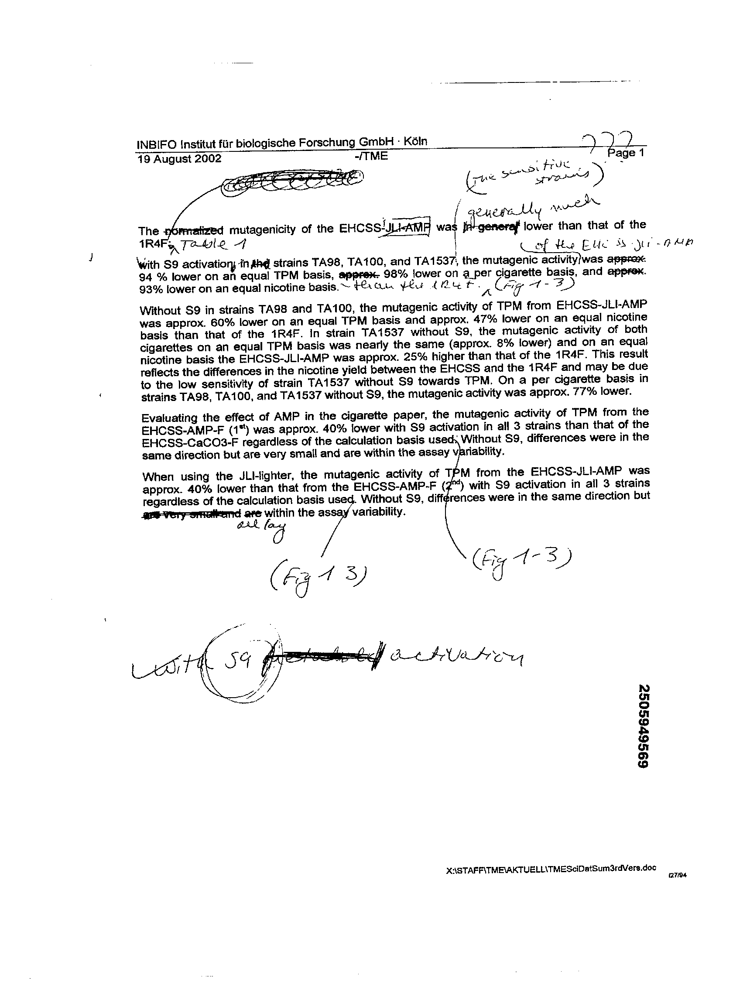 INBIFO Institut für biologische Forschung GmbH · Köln
???
19 August 2002 -/TME Page 1
(the sensitive
strains)
generally much
The normalized mutagenicity of the EHCSS-JLI-AMP was in general lower than that of the
1R4F. Table 1
of the EHCSS-JLI-AMP
With S9 activation, in the strains TA98, TA100, and TA1537, the mutagenic activity was approx.
94 % lower on an equal TPM basis, approx. 98% lower on a per cigarette basis, and approx.
93% lower on an equal nicotine basis. than the 1R4F. (Fig 1-3)
Without S9 in strains TA98 and TA100, the mutagenic activity of TPM from EHCSS-JLI-AMP
was approx. 60% lower on an equal TPM basis and approx. 47% lower on an equal nicotine
basis than that of the 1R4F. In strain TA1537 without S9, the mutagenic activity of both
cigarettes on an equal TPM basis was nearly the same (approx. 8% lower) and on an equal
nicotine basis the EHCSS-JLI-AMP was approx. 25% higher than that of the 1R4F. This result
reflects the differences in the nicotine yield between the EHCSS and the 1R4F and may be due
to the low sensitivity of strain TA1537 without S9 towards TPM. On a per cigarette basis in
strains TA98, TA100, and TA1537 without S9, the mutagenic activity was approx. 77% lower.
Evaluating the effect of AMP in the cigarette paper, the mutagenic activity of TPM from the
EHCSS-AMP-F (1st) was approx. 40% lower with S9 activation in all 3 strains than that of the
EHCSS-CaCO3-F regardless of the calculation basis used. Without S9, differences were in the
same direction but are very small and are within the assay variability.
When using the JLI-lighter, the mutagenic activity of TPM from the EHCSS-JLI-AMP was
approx. 40% lower than that from the EHCSS-AMP-F (2nd) with S9 activation in all 3 strains
regardless of the calculation basis used. Without S9, differences were in the same direction but
are very small and are within the assay variability.
all lay
(Fig 1 3)
(Fig 1-3)
with S9 activation
2505949569
X:\STAFF\TME\AKTUELL\TMESciDatSum3rdVers.doc